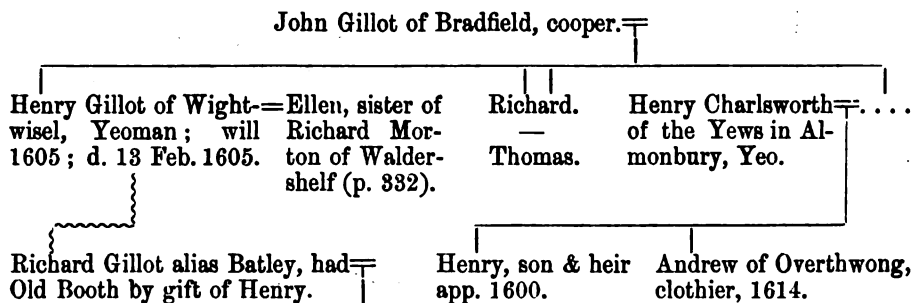 John Gillot of Bradfield, cooper.=
Henry Gillot of Wight-
wisel, Yeoman; will
1605; d. 13 Feb. 1605.
=Ellen, sister of
Richard Mor-
ton of Walder-
shelf (p. 332).
Richard.
—
Thomas.
Henry Charlsworth=. . . .
of the Yews in Al-
monbury, Yeo.
Richard Gillot alias Batley, had=
Old Booth by gift of Henry.
Henry, son & heir
app. 1600.
Andrew of Overthwong,
clothier, 1614.